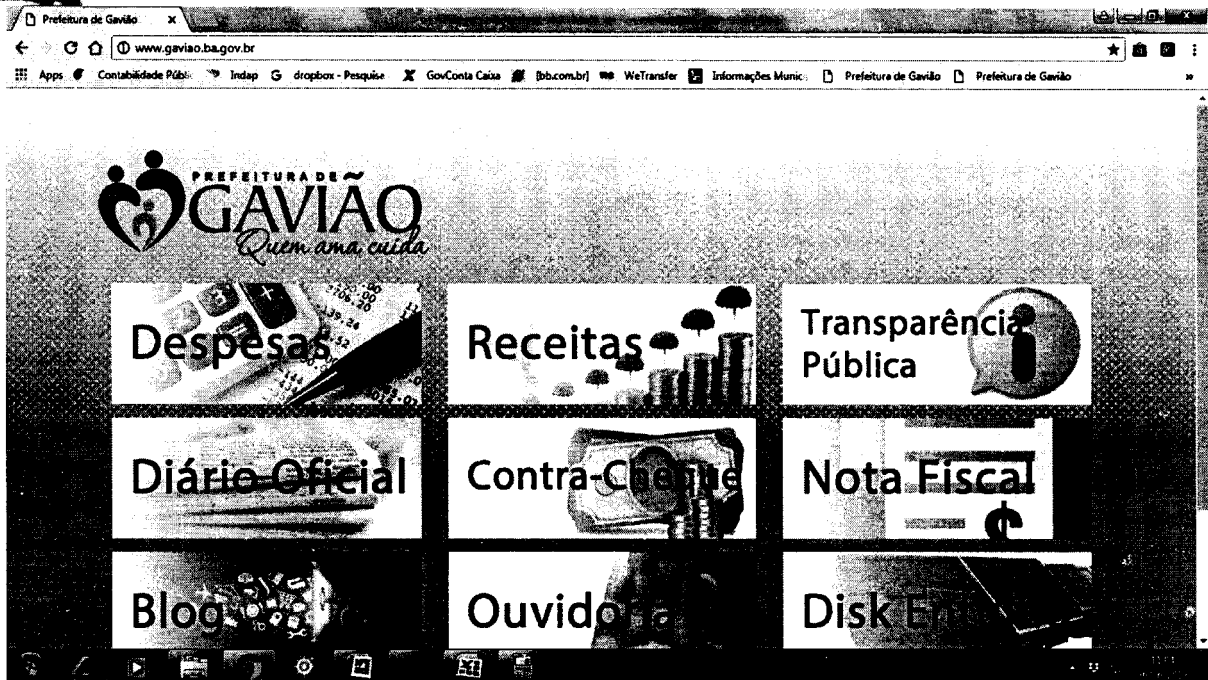 Prefeitura de Gavião
www.gaviao.ba.gov.br
Apps Contabilidade Públi Indap dropbox - Pesquise GovConta Caixa [bb.com.br] WeTransfer Informações Munic Prefeitura de Gavião Prefeitura de Gavião
PREFEITURA DE
GAVIÃO
Quem ama, cuida
Despesas
Receitas
Transparência
Pública
Diário Oficial
Contra-Cheque
Nota Fiscal
Blog
Ouvidoria
Disk